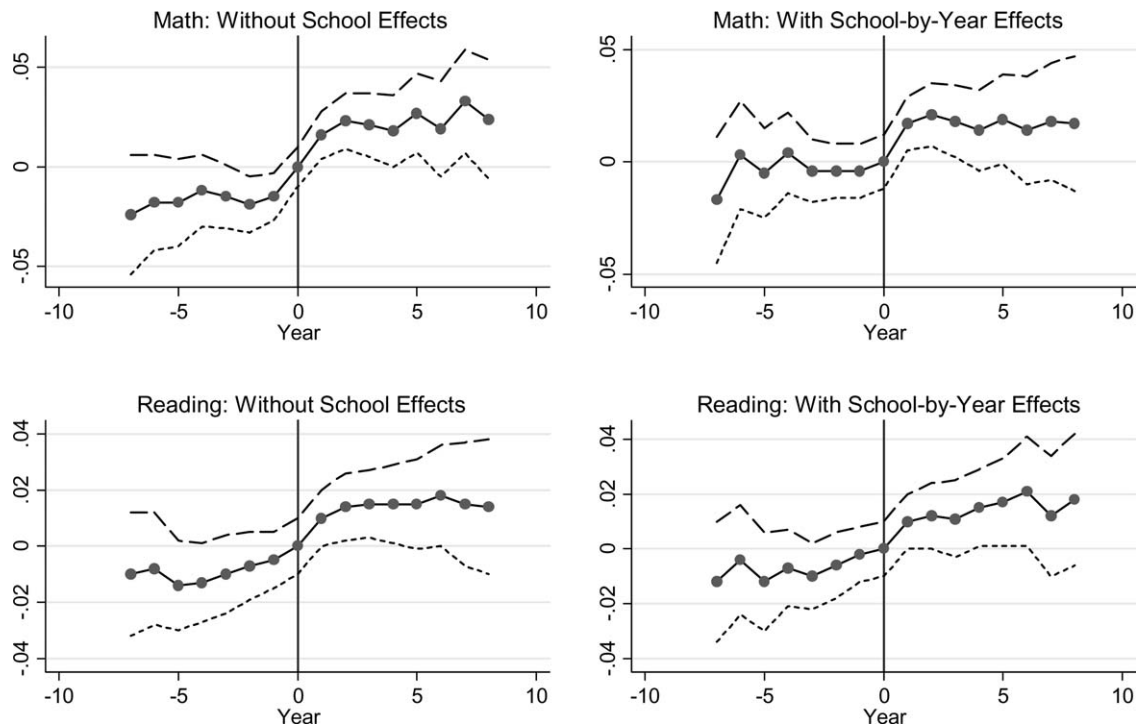 Math: Without School Effects
.05
0
-.05
-10 -5 0 5 10
Year
Math: With School-by-Year Effects
.05
0
-.05
-10 -5 0 5 10
Year
Reading: Without School Effects
.04
.02
0
-.02
-.04
-10 -5 0 5 10
Year
Reading: With School-by-Year Effects
.04
.02
0
-.02
-.04
-10 -5 0 5 10
Year